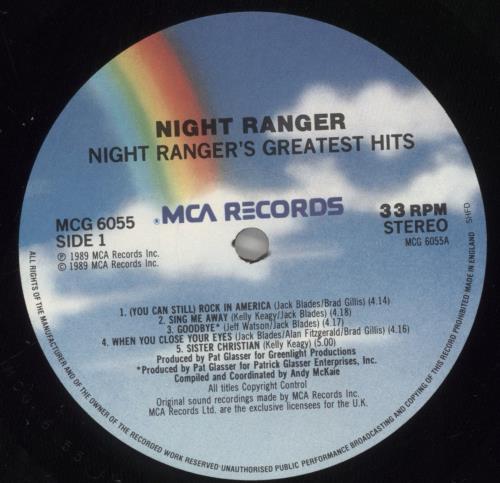 NIGHT RANGER
NIGHT RANGER'S GREATEST HITS
MCG 6055
SIDE 1
℗ 1989 MCA Records Inc.
© 1989 MCA Records Inc.
® MCA RECORDS
33 RPM
STEREO
MCG 6055A
SHFD
1. (YOU CAN STILL) ROCK IN AMERICA (Jack Blades/Brad Gillis) (4.14)
2. SING ME AWAY (Kelly Keagy/Jack Blades) (4.18)
3. GOODBYE* (Jeff Watson/Jack Blades) (4.17)
4. WHEN YOU CLOSE YOUR EYES (Jack Blades/Alan Fitzgerald/Brad Gillis) (4.16)
5. SISTER CHRISTIAN (Kelly Keagy) (5.00)
Produced by Pat Glasser for Greenlight Productions
*Produced by Pat Glasser for Patrick Glasser Enterprises, Inc.
Compiled and Coordinated by Andy McKaie
All titles Copyright Control
Original sound recordings made by MCA Records Inc.
MCA Records Ltd. are the exclusive licensees for the U.K.
ALL RIGHTS OF THE MANUFACTURER AND OF THE OWNER OF THE RECORDED WORK RESERVED UNAUTHORISED PUBLIC PERFORMANCE BROADCASTING AND COPYING OF THIS RECORD PROHIBITED MADE IN ENGLAND